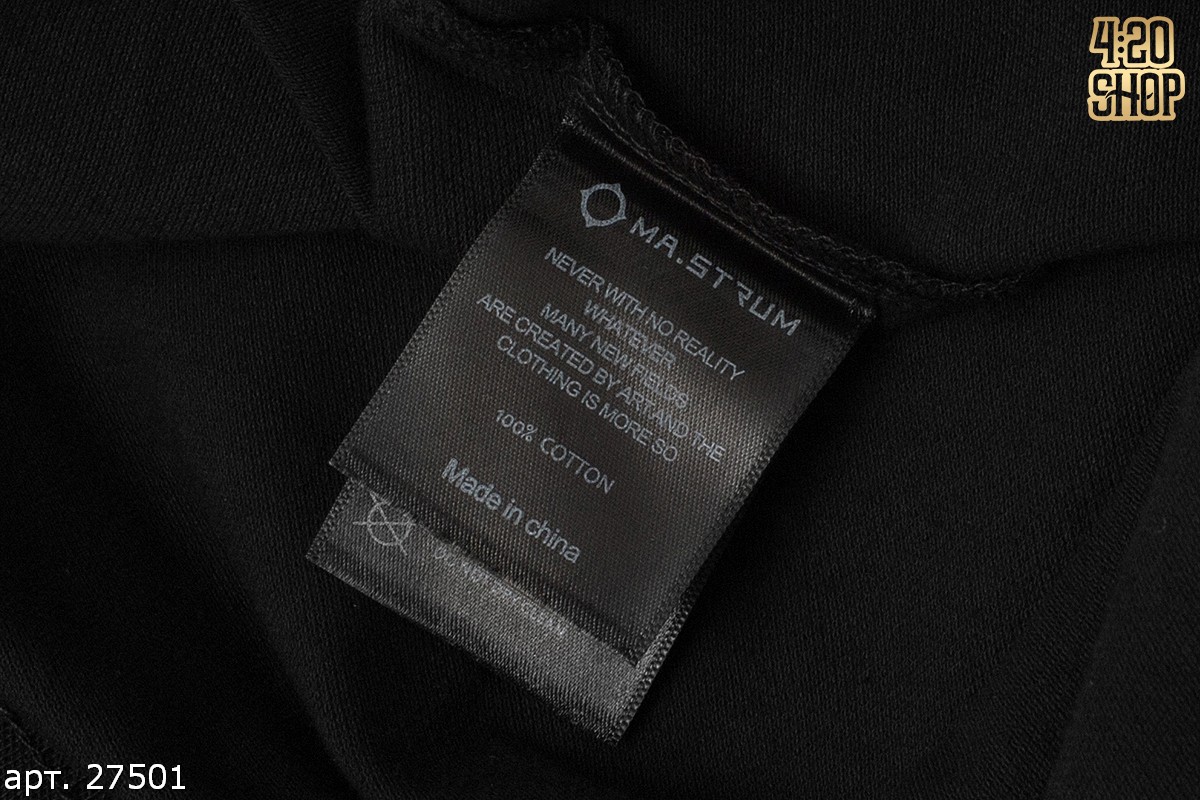 4:20
SHOP
MA.STRUM
NEVER WITH NO REALITY
WHATEVER,
MANY NEW FIELDS
ARE CREATED BY ART AND THE
CLOTHING IS MORE SO
100% COTTON
Made in china
арт. 27501